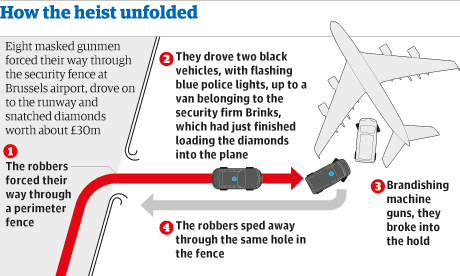 How the heist unfolded
Eight masked gunmen
forced their way through
the security fence at
Brussels airport, drove on
to the runway and
snatched diamonds
worth about £30m
1
The robbers
forced their
way through
a perimeter
fence
2 They drove two black
vehicles, with flashing
blue police lights, up to a
van belonging to the
security firm Brinks,
which had just finished
loading the diamonds
into the plane
3 Brandishing
machine
guns, they
broke into
the hold
4 The robbers sped away
through the same hole in
the fence